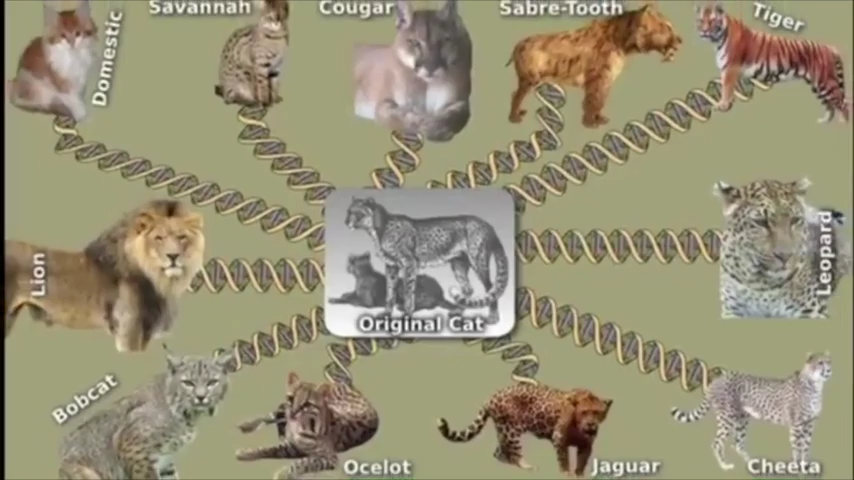 Savannah
Cougar
Sabre-Tooth
Tiger
Domestic
Lion
Leopard
Original Cat
Bobcat
Ocelot
Jaguar
Cheeta